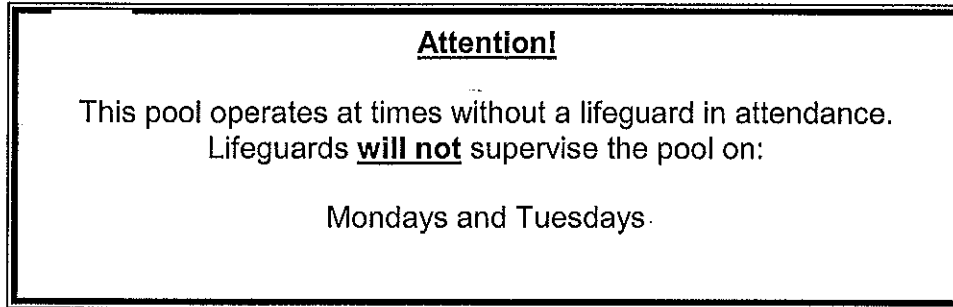 Attention!
This pool operates at times without a lifeguard in attendance.
Lifeguards will not supervise the pool on:
Mondays and Tuesdays